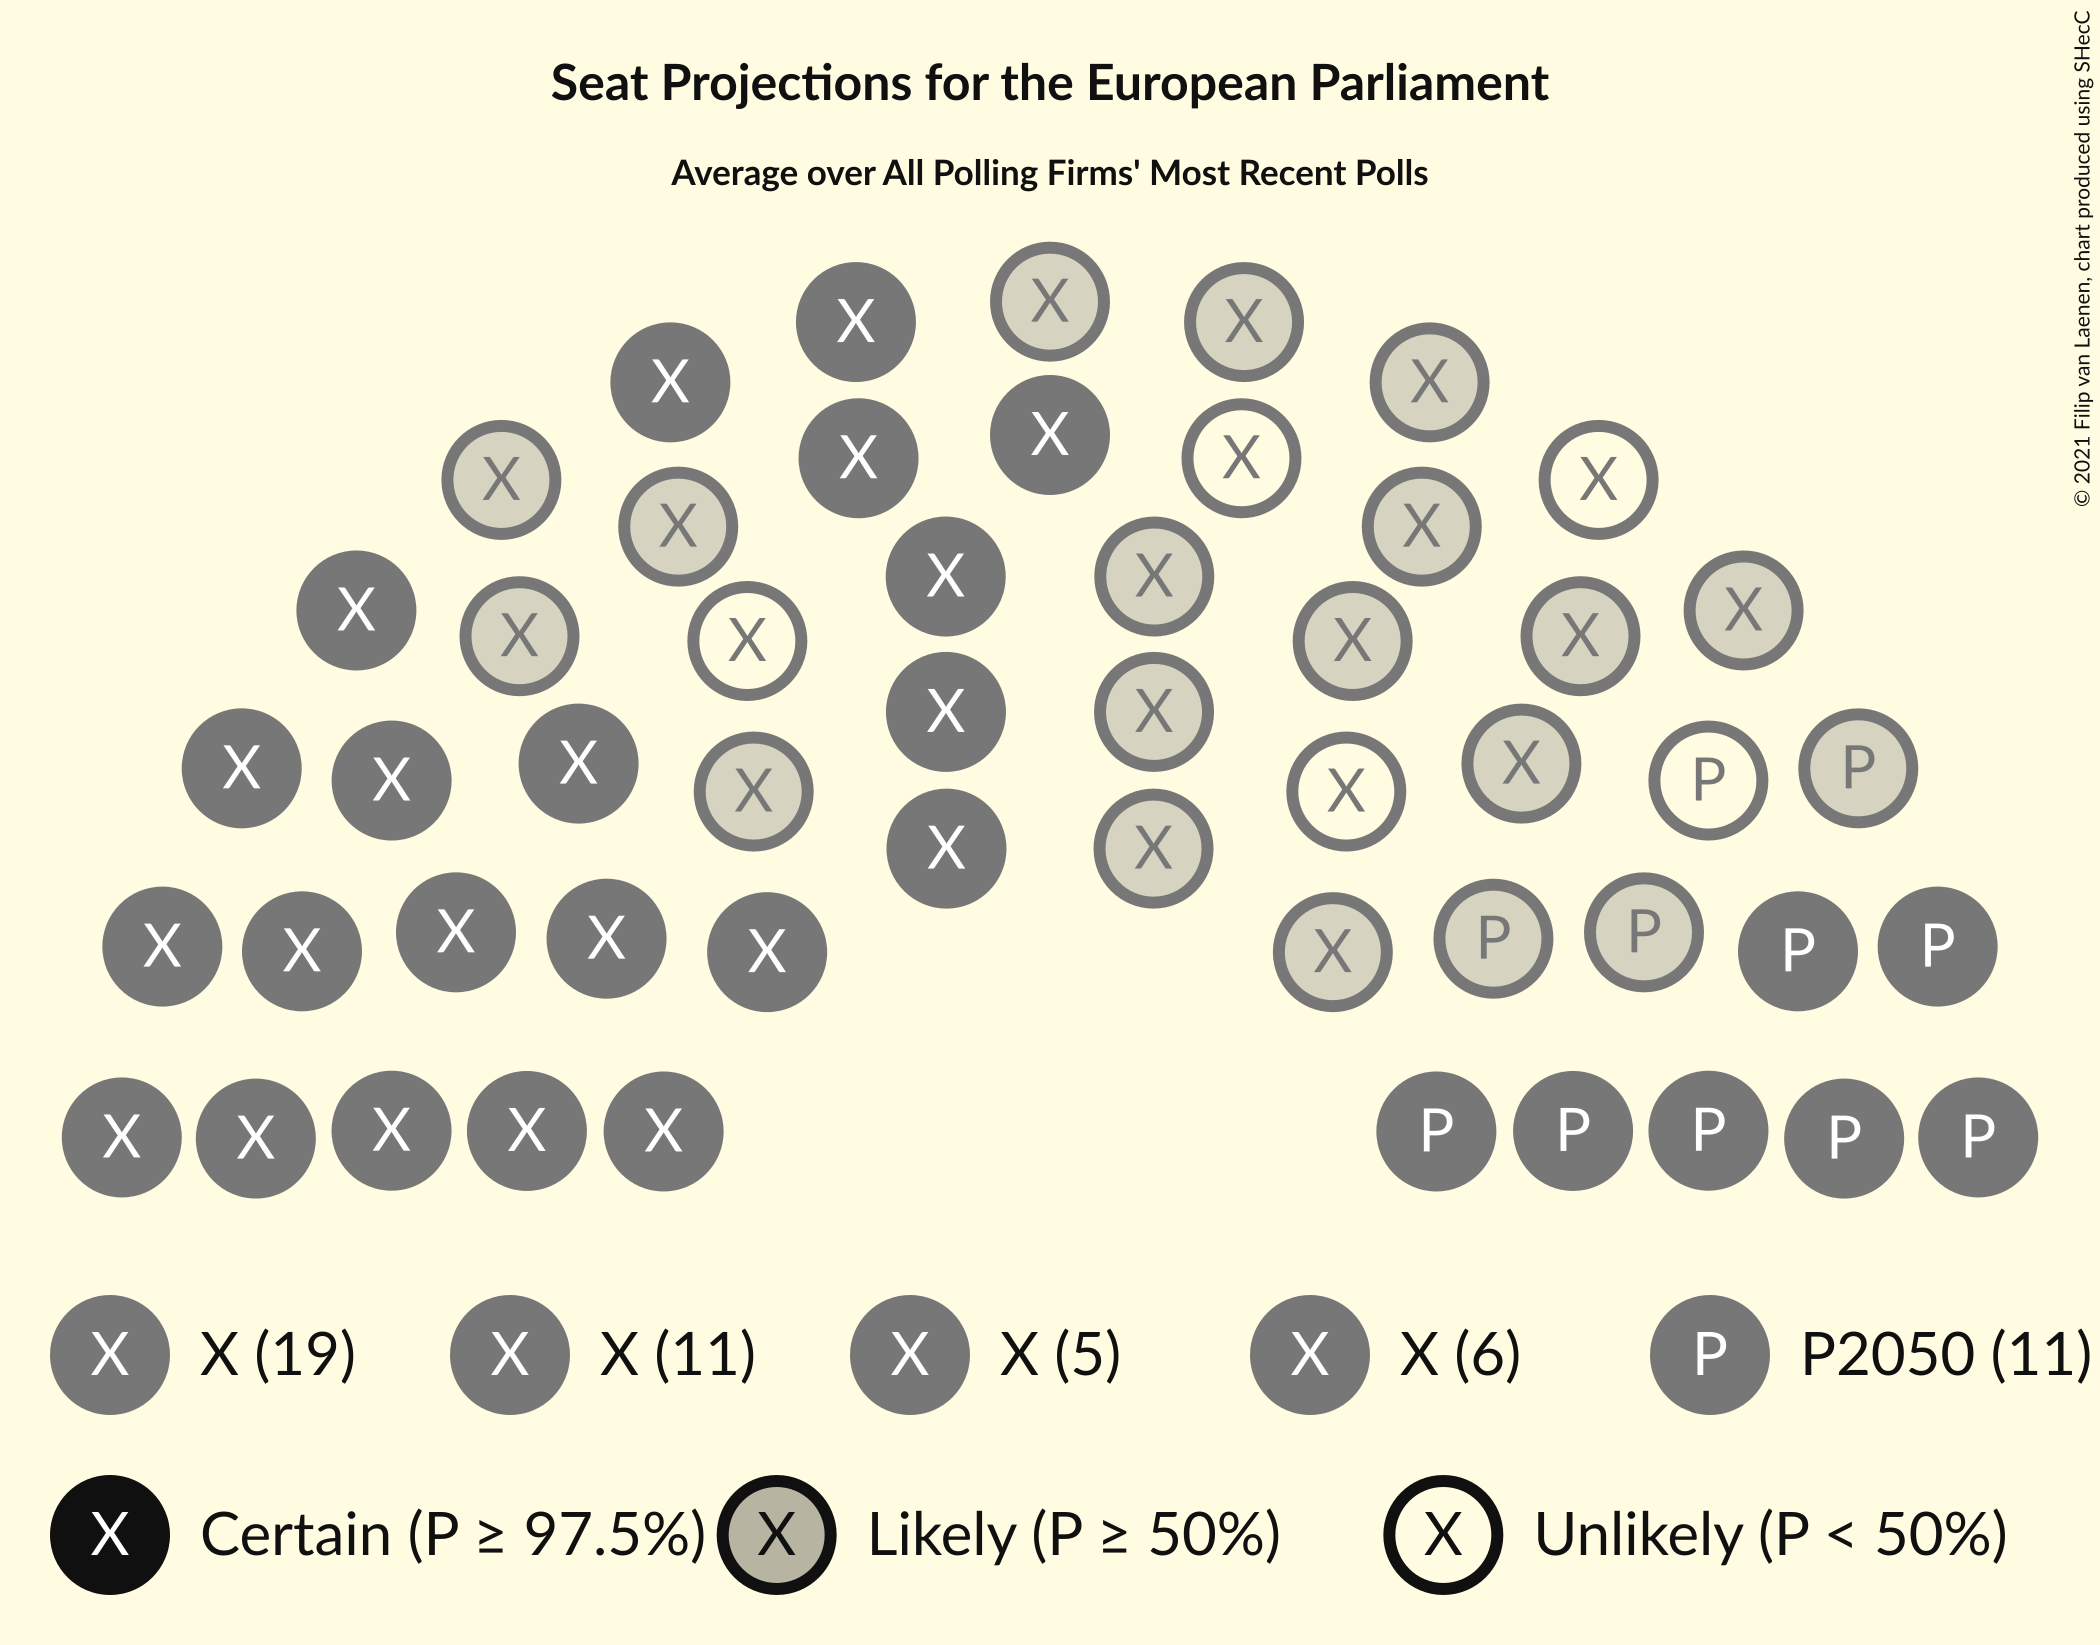 Seat Projections for the European Parliament
Average over All Polling Firms' Most Recent Polls
© 2021 Filip van Laenen, chart produced using SHecC
X
X X
X X
X
X X
X X
X X
X X
X X
X X
X X
X X
X X
X X X P P
X X
X X
X X X P P P P
X X
X X X P P P
X X P P
X X X X X P P P P P
X X (19) X X (11) X X (5) X X (6) P P2050 (11)
X Certain (P ≥ 97.5%) X Likely (P ≥ 50%) X Unlikely (P < 50%)